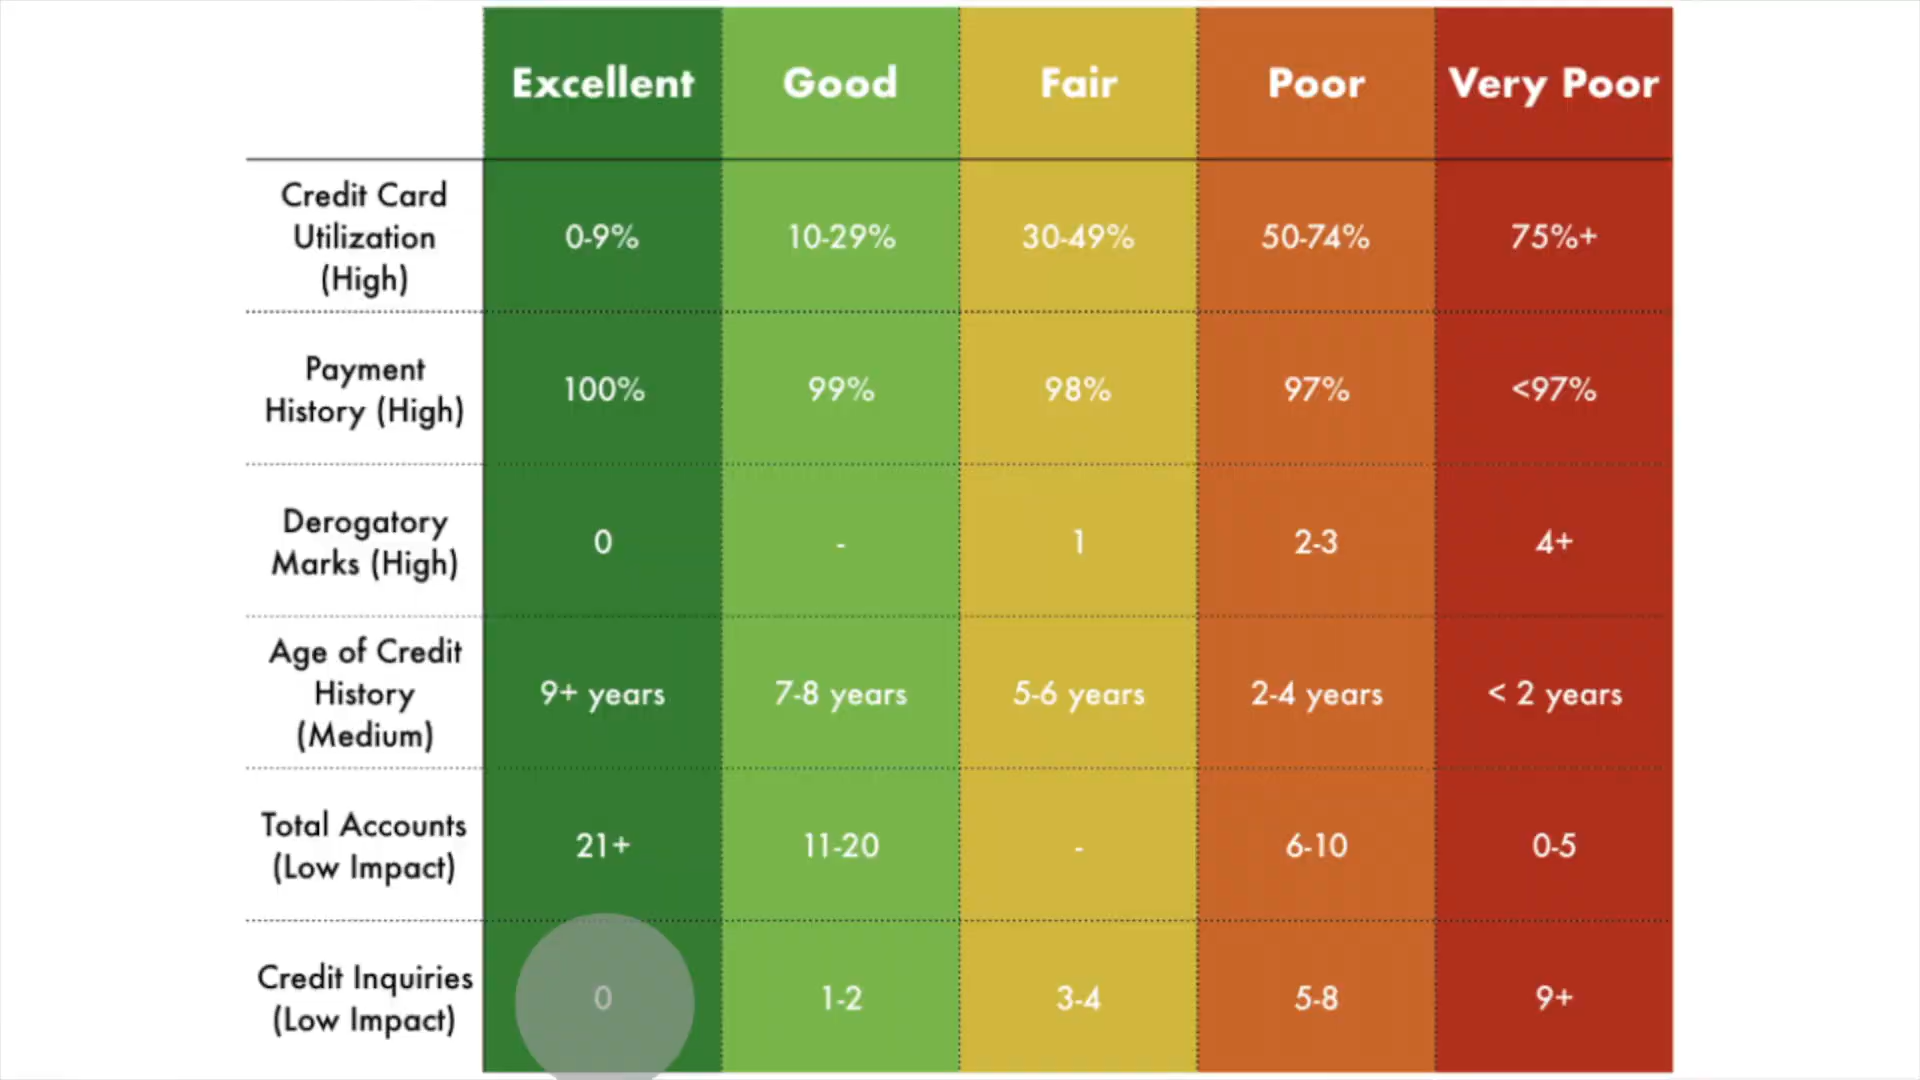 Excellent Good Fair Poor Very Poor
Credit Card
Utilization
(High)
0-9% 10-29% 30-49% 50-74% 75%+
Payment
History (High)
100% 99% 98% 97% <97%
Derogatory
Marks (High)
0 - 1 2-3 4+
Age of Credit
History
(Medium)
9+ years 7-8 years 5-6 years 2-4 years < 2 years
Total Accounts
(Low Impact)
21+ 11-20 - 6-10 0-5
Credit Inquiries
(Low Impact)
0 1-2 3-4 5-8 9+